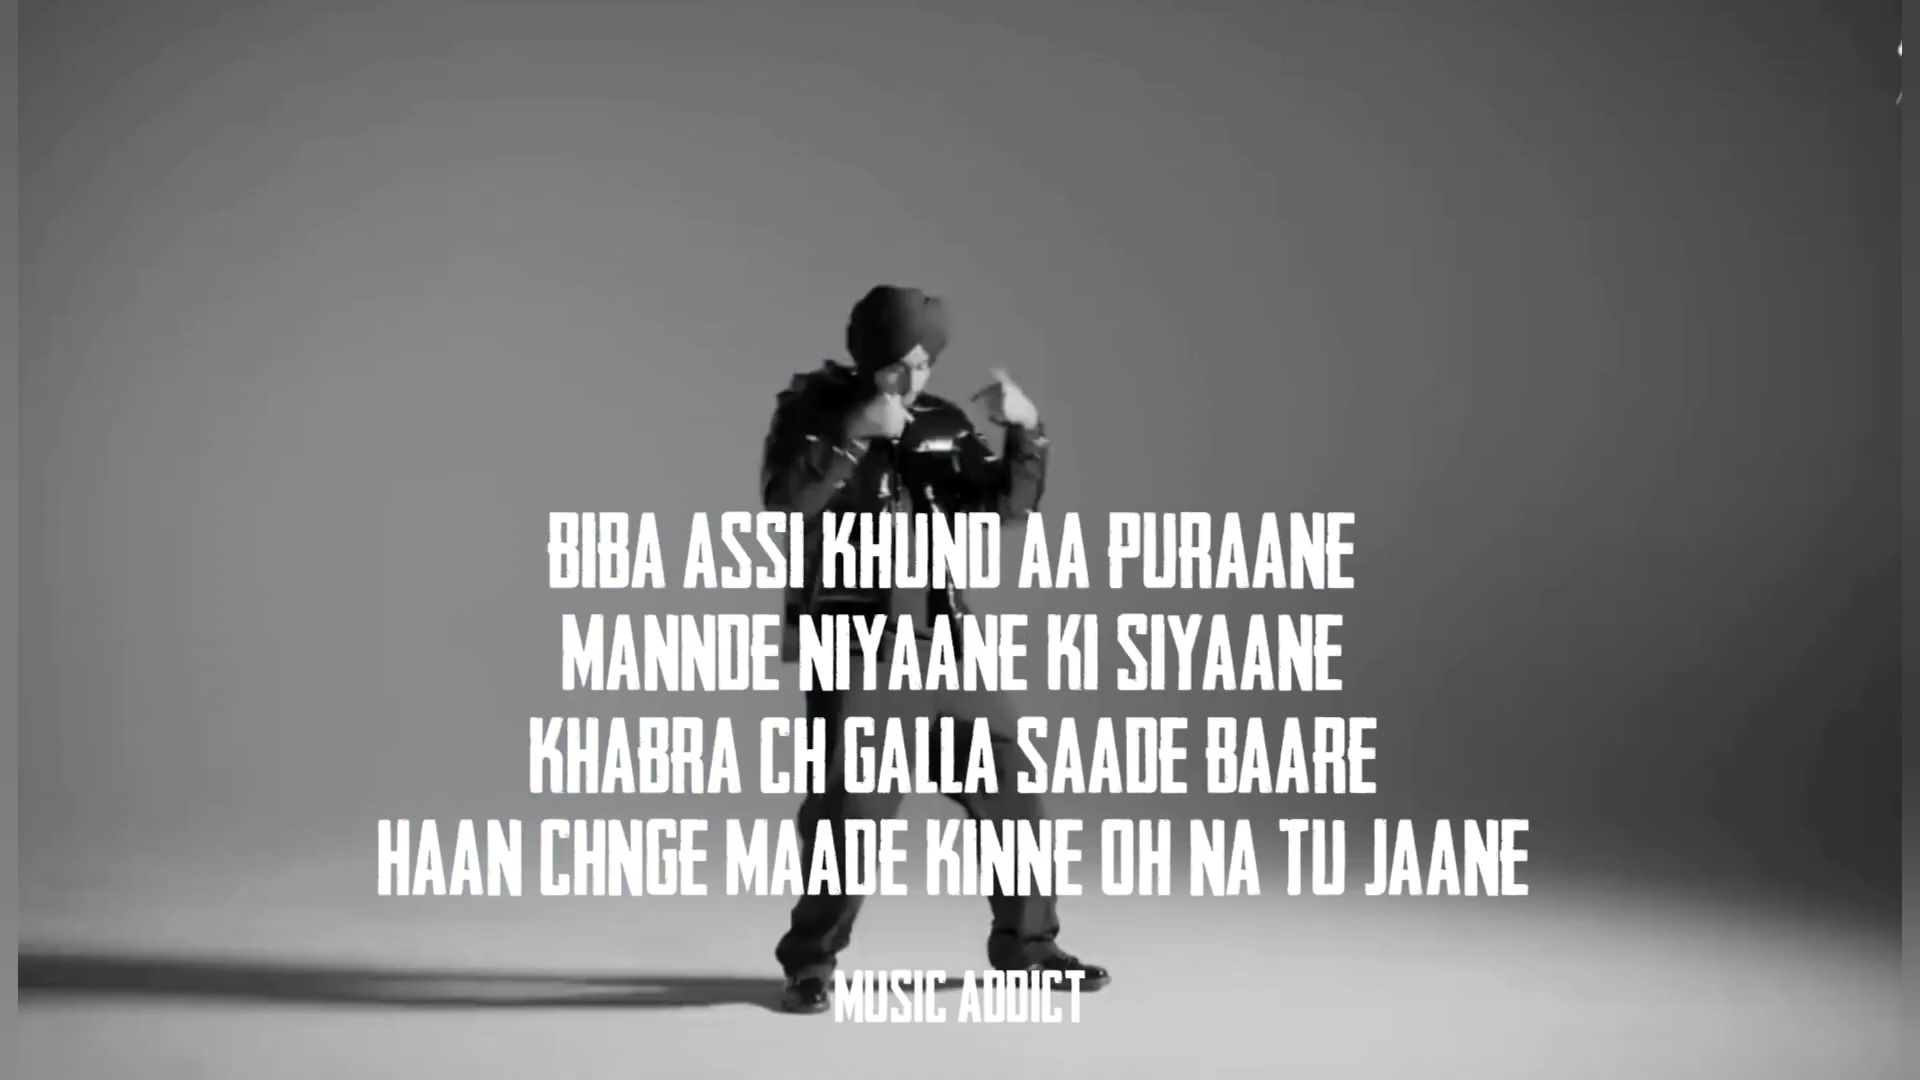 BIBA ASSI KHUND AA PURAANE
MANNDE NIYAANE KI SIYAANE
KHABRA CH GALLA SAADE BAARE
HAAN CHNGE MAADE KINNE OH NA TU JAANE
MUSIC ADDICT